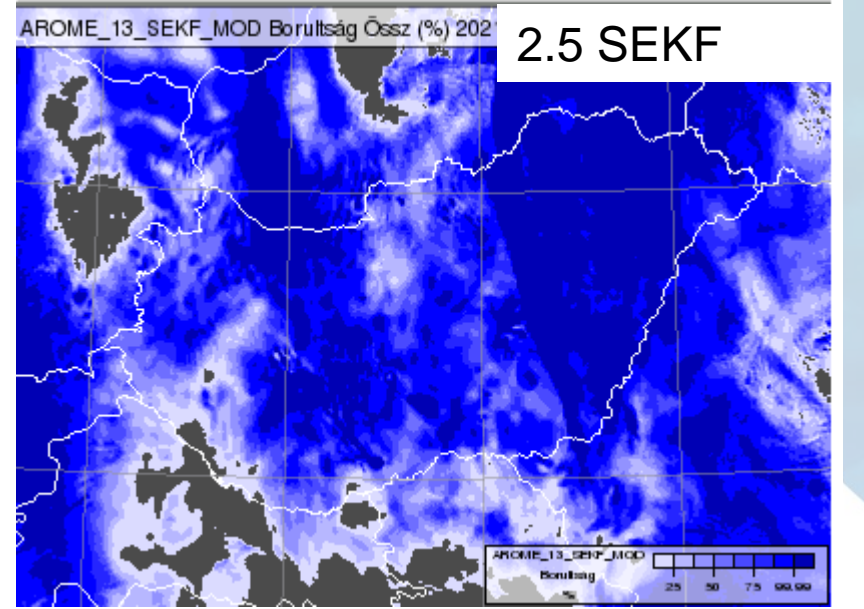 AROME_13_SEKF_MOD Borultság Össz (%) 202
2.5 SEKF
AROME_13_SEKF_MOD
Borultság
%
25 50 75 99.99